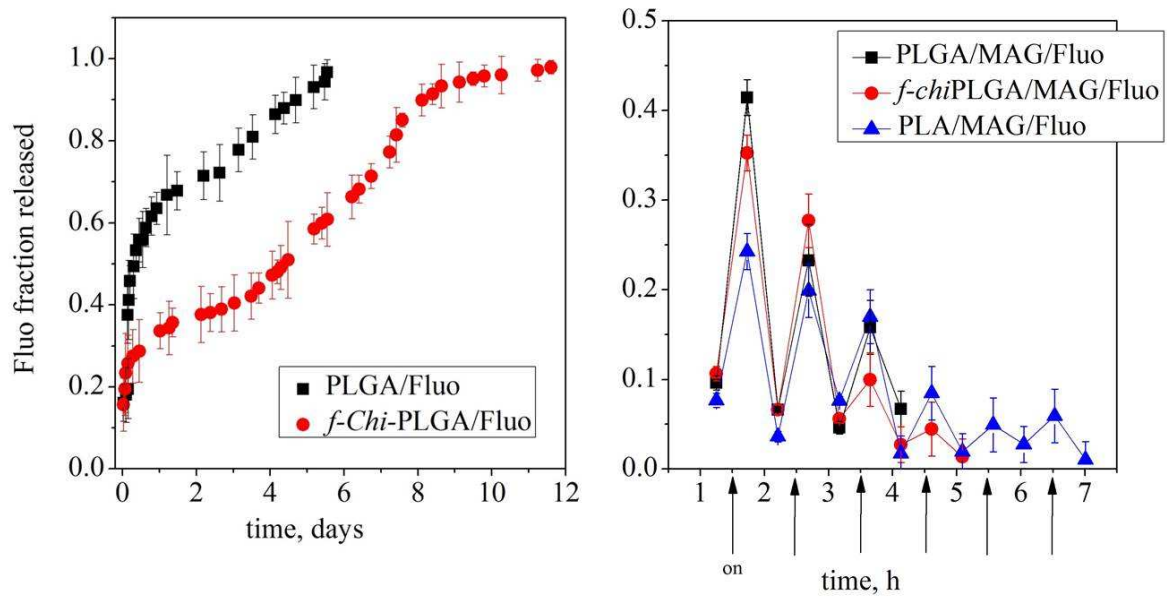 1.0
0.8
0.6
0.4
0.2
0.0
Fluo fraction released
PLGA/Fluo
f-Chi-PLGA/Fluo
0 2 4 6 8 10 12
time, days
0.5
0.4
0.3
0.2
0.1
0.0
PLGA/MAG/Fluo
f-chiPLGA/MAG/Fluo
PLA/MAG/Fluo
1 2 3 4 5 6 7
on
time, h